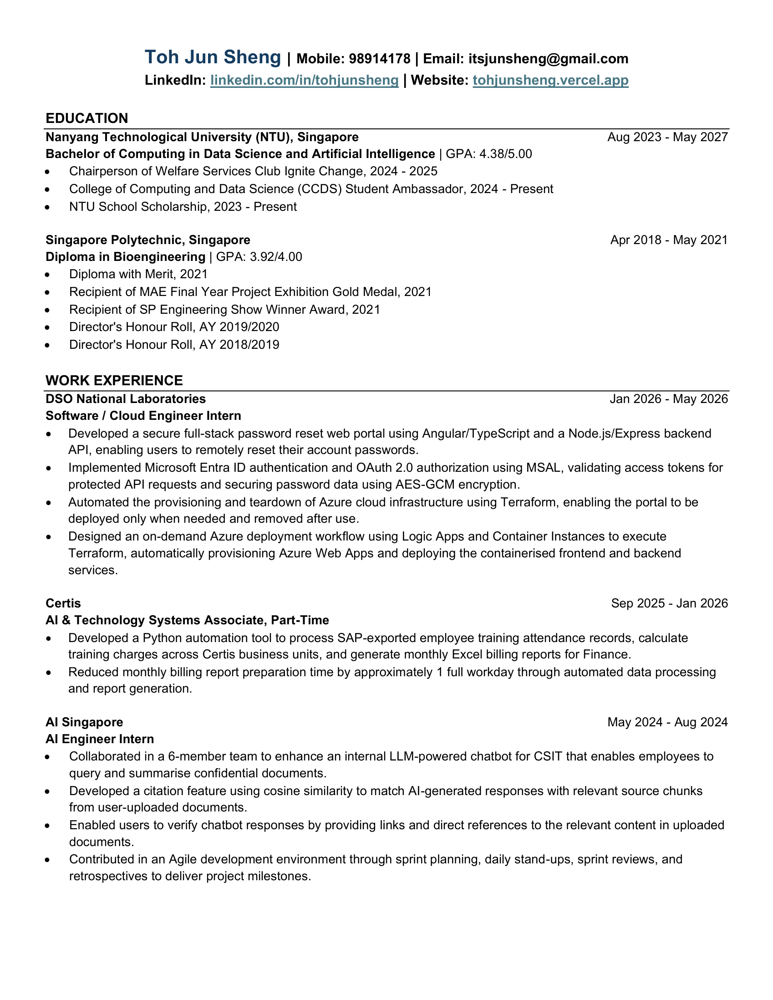 Toh Jun Sheng | Mobile: 98914178 | Email: itsjunsheng@gmail.com
LinkedIn: linkedin.com/in/tohjunsheng | Website: tohjunsheng.vercel.app
EDUCATION
Nanyang Technological University (NTU), Singapore Aug 2023 - May 2027
Bachelor of Computing in Data Science and Artificial Intelligence | GPA: 4.38/5.00
• Chairperson of Welfare Services Club Ignite Change, 2024 - 2025
• College of Computing and Data Science (CCDS) Student Ambassador, 2024 - Present
• NTU School Scholarship, 2023 - Present
Singapore Polytechnic, Singapore Apr 2018 - May 2021
Diploma in Bioengineering | GPA: 3.92/4.00
• Diploma with Merit, 2021
• Recipient of MAE Final Year Project Exhibition Gold Medal, 2021
• Recipient of SP Engineering Show Winner Award, 2021
• Director's Honour Roll, AY 2019/2020
• Director's Honour Roll, AY 2018/2019
WORK EXPERIENCE
DSO National Laboratories Jan 2026 - May 2026
Software / Cloud Engineer Intern
• Developed a secure full-stack password reset web portal using Angular/TypeScript and a Node.js/Express backend
API, enabling users to remotely reset their account passwords.
• Implemented Microsoft Entra ID authentication and OAuth 2.0 authorization using MSAL, validating access tokens for
protected API requests and securing password data using AES-GCM encryption.
• Automated the provisioning and teardown of Azure cloud infrastructure using Terraform, enabling the portal to be
deployed only when needed and removed after use.
• Designed an on-demand Azure deployment workflow using Logic Apps and Container Instances to execute
Terraform, automatically provisioning Azure Web Apps and deploying the containerised frontend and backend
services.
Certis Sep 2025 - Jan 2026
AI & Technology Systems Associate, Part-Time
• Developed a Python automation tool to process SAP-exported employee training attendance records, calculate
training charges across Certis business units, and generate monthly Excel billing reports for Finance.
• Reduced monthly billing report preparation time by approximately 1 full workday through automated data processing
and report generation.
AI Singapore May 2024 - Aug 2024
AI Engineer Intern
• Collaborated in a 6-member team to enhance an internal LLM-powered chatbot for CSIT that enables employees to
query and summarise confidential documents.
• Developed a citation feature using cosine similarity to match AI-generated responses with relevant source chunks
from user-uploaded documents.
• Enabled users to verify chatbot responses by providing links and direct references to the relevant content in uploaded
documents.
• Contributed in an Agile development environment through sprint planning, daily stand-ups, sprint reviews, and
retrospectives to deliver project milestones.